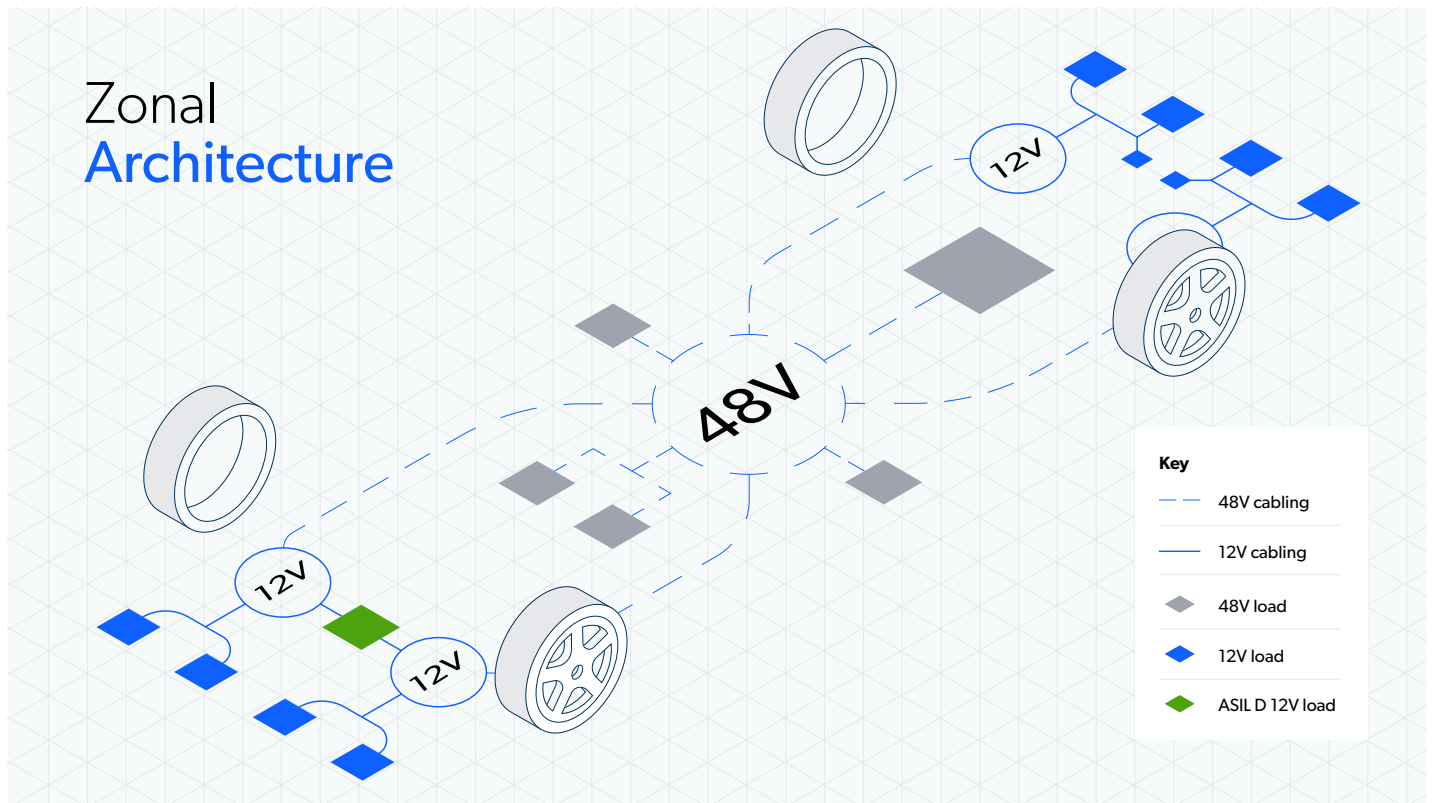 Zonal
Architecture
12V
48V
12V
12V
Key
48V cabling
12V cabling
48V load
12V load
ASIL D 12V load